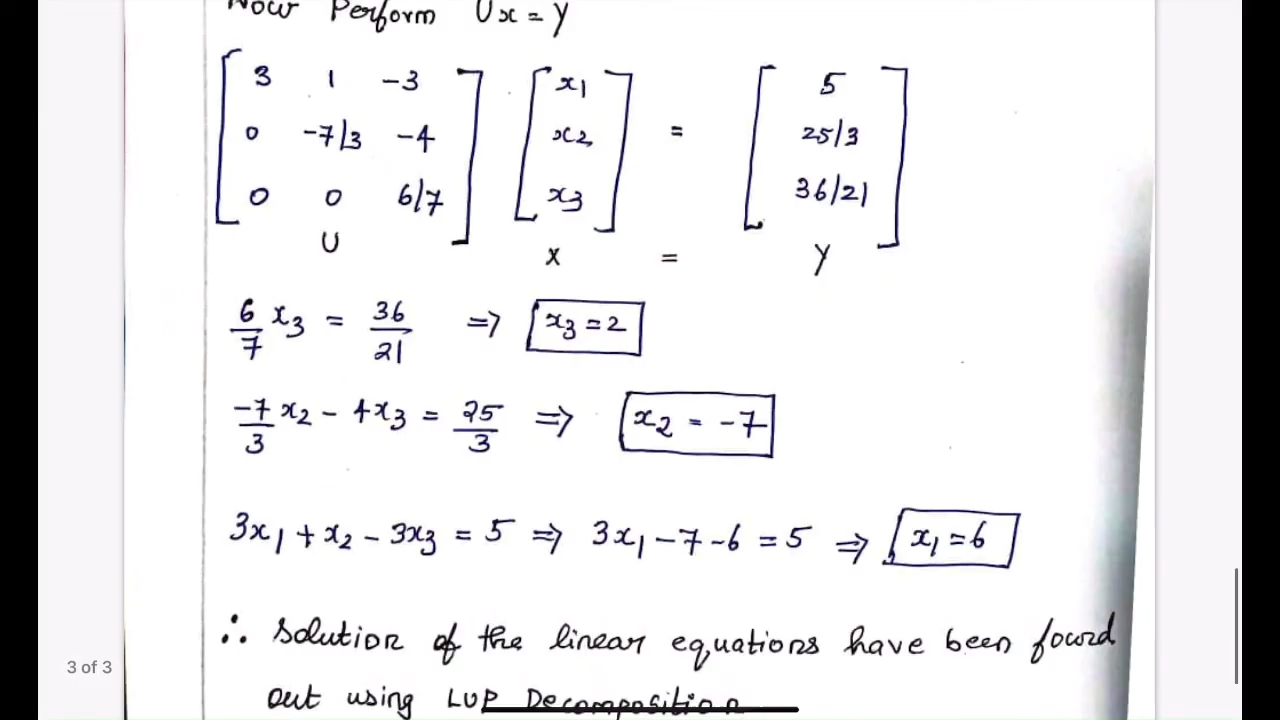 Now Perform Ux = Y
3 1 -3 x1 5
0 -7/3 -4 x2 = 25/3
0 0 6/7 x3 36/21
U X = Y
6/7 x3 = 36/21 => x3 = 2
-7/3 x2 - 4x3 = 25/3 => x2 = -7
3x1 + x2 - 3x3 = 5 => 3x1 - 7 - 6 = 5 => x1 = 6
∴ Solution of the linear equations have been found
3 of 3
out using LUP Decomposition